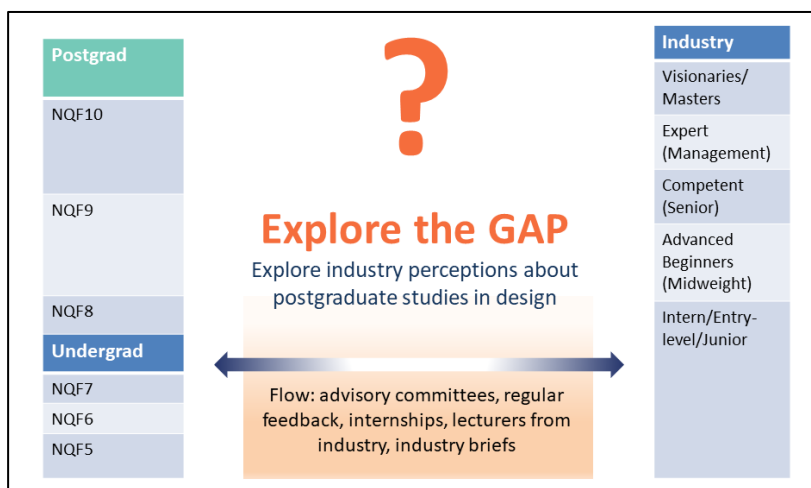 Postgrad
NQF10
NQF9
NQF8
Undergrad
NQF7
NQF6
NQF5
?
Explore the GAP
Explore industry perceptions about
postgraduate studies in design
Flow: advisory committees, regular
feedback, internships, lecturers from
industry, industry briefs
Industry
Visionaries/
Masters
Expert
(Management)
Competent
(Senior)
Advanced
Beginners
(Midweight)
Intern/Entry-
level/Junior